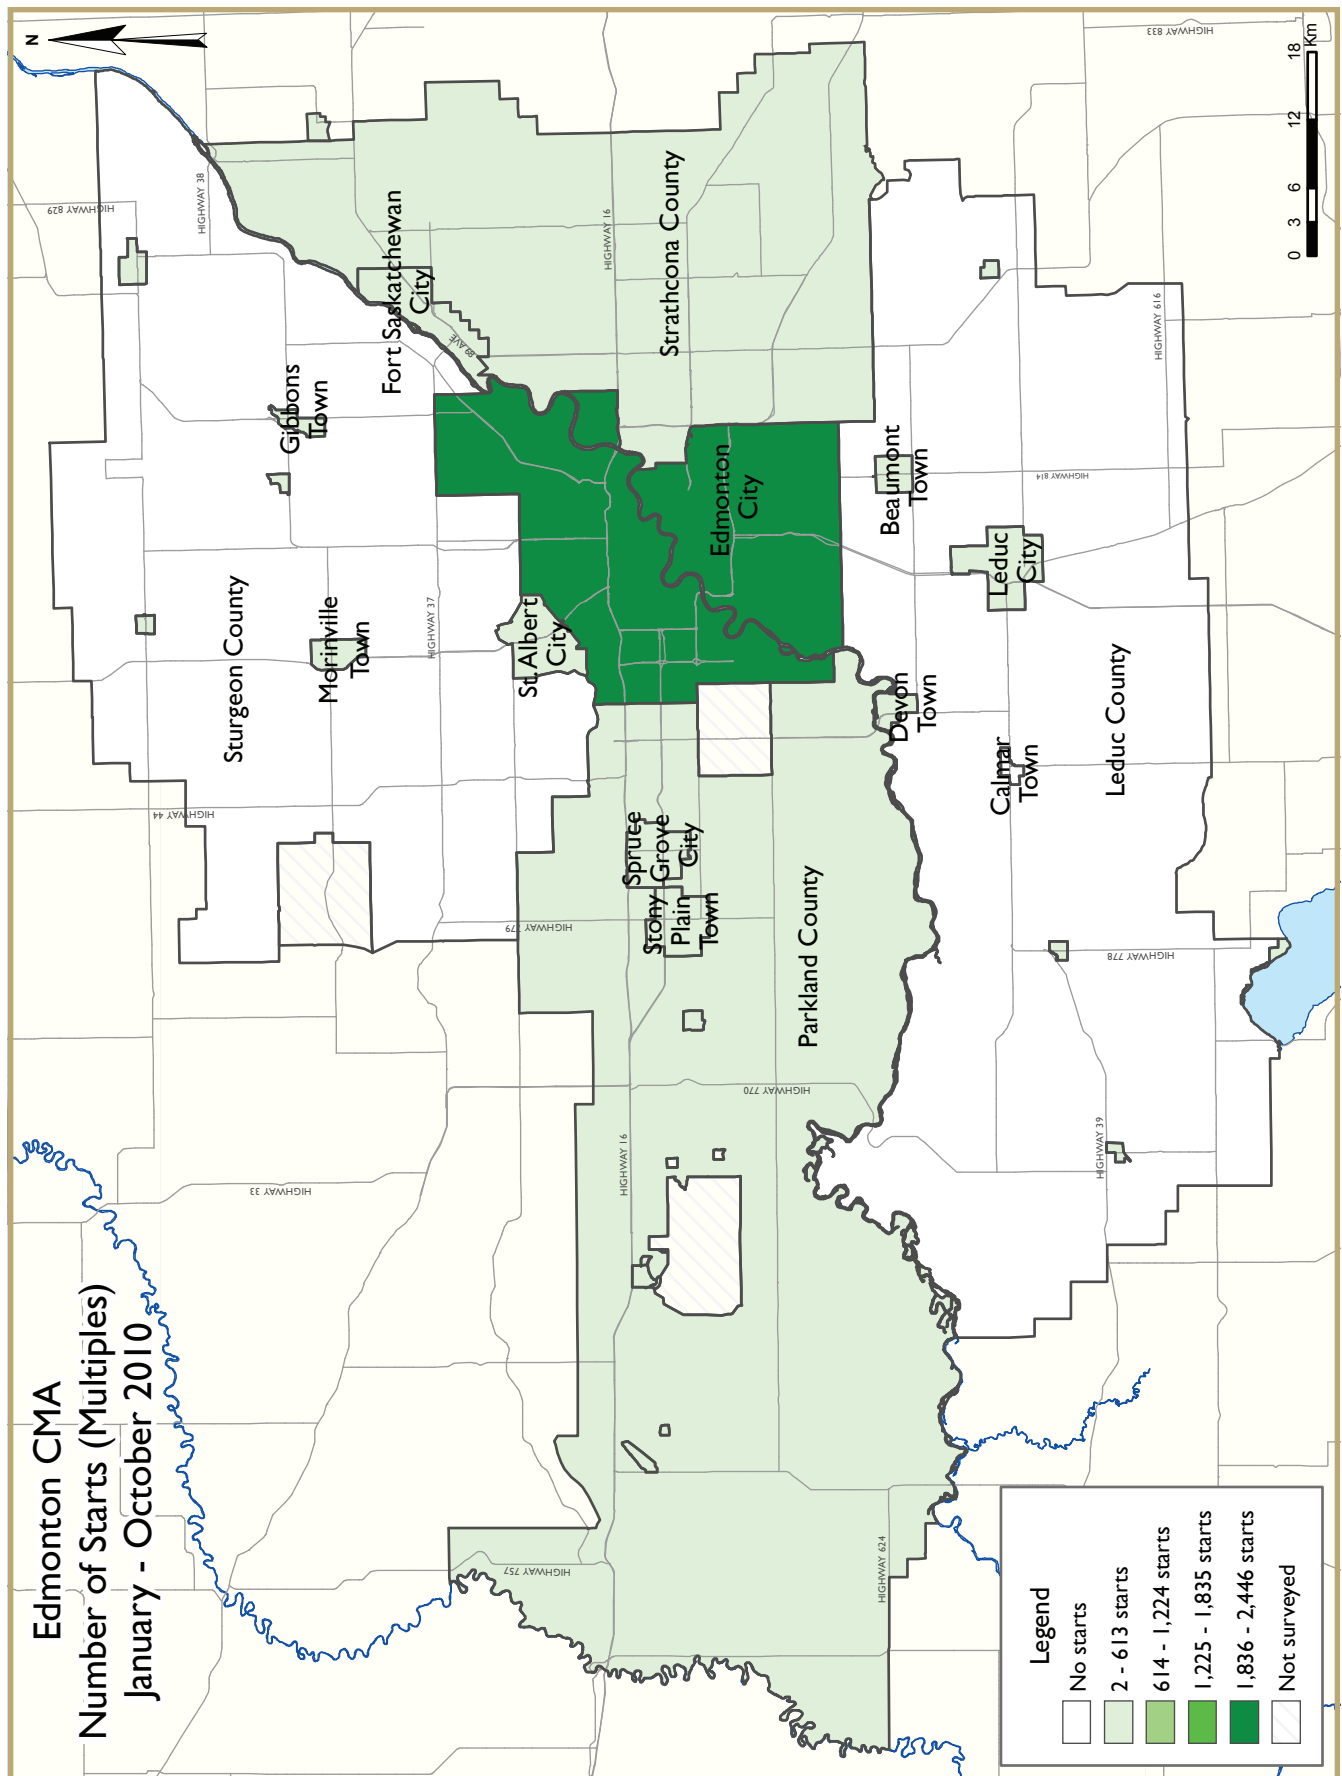 Edmonton CMA
Number of Starts (Multiples)
January - October 2010
N
HIGHWAY 829
HIGHWAY 38
HIGHWAY 833
Fort Saskatchewan
City
89 AVE
HIGHWAY 16
Strathcona County
Gibbons
Town
Sturgeon County
Morinville
Town
HIGHWAY 37
St. Albert
City
Edmonton
City
HIGHWAY 44
HIGHWAY 779
Spruce
Grove
City
Stony
Plain
Town
Parkland County
HIGHWAY 770
HIGHWAY 16
HIGHWAY 33
HIGHWAY 757
HIGHWAY 624
Beaumont
Town
HIGHWAY 814
HIGHWAY 616
Leduc
City
Devon
Town
Calmar
Town
Leduc County
HIGHWAY 778
HIGHWAY 39
0 3 6 12 18
Km
Legend
No starts
2 - 613 starts
614 - 1,224 starts
1,225 - 1,835 starts
1,836 - 2,446 starts
Not surveyed